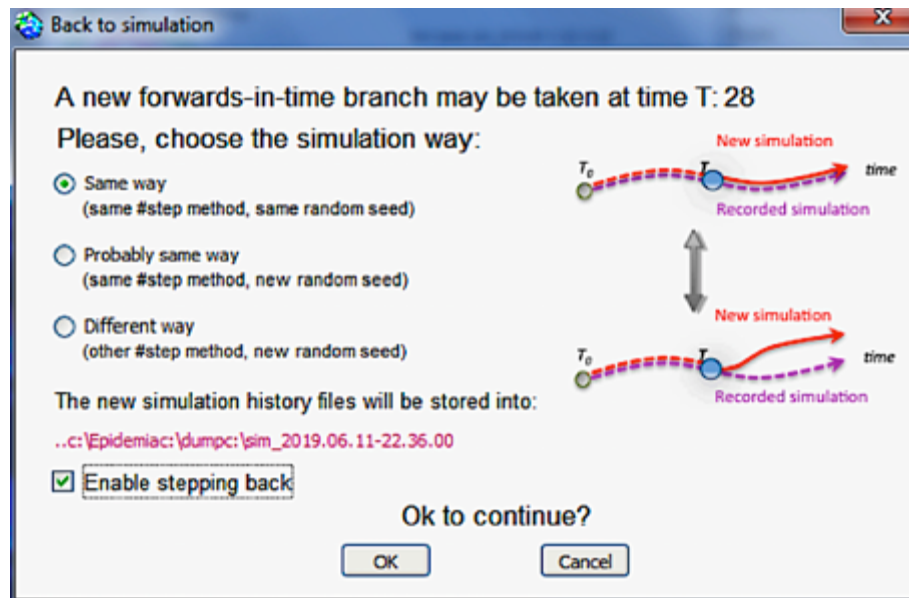 Back to simulation
A new forwards-in-time branch may be taken at time T: 28
Please, choose the simulation way:
Same way
(same #step method, same random seed)
Probably same way
(same #step method, new random seed)
Different way
(other #step method, new random seed)
New simulation
T0
T
time
Recorded simulation
New simulation
T0
T
time
Recorded simulation
The new simulation history files will be stored into:
..c:\Epidemiac:\dumpc:\sim_2019.06.11-22.36.00
Enable stepping back
Ok to continue?
OK
Cancel